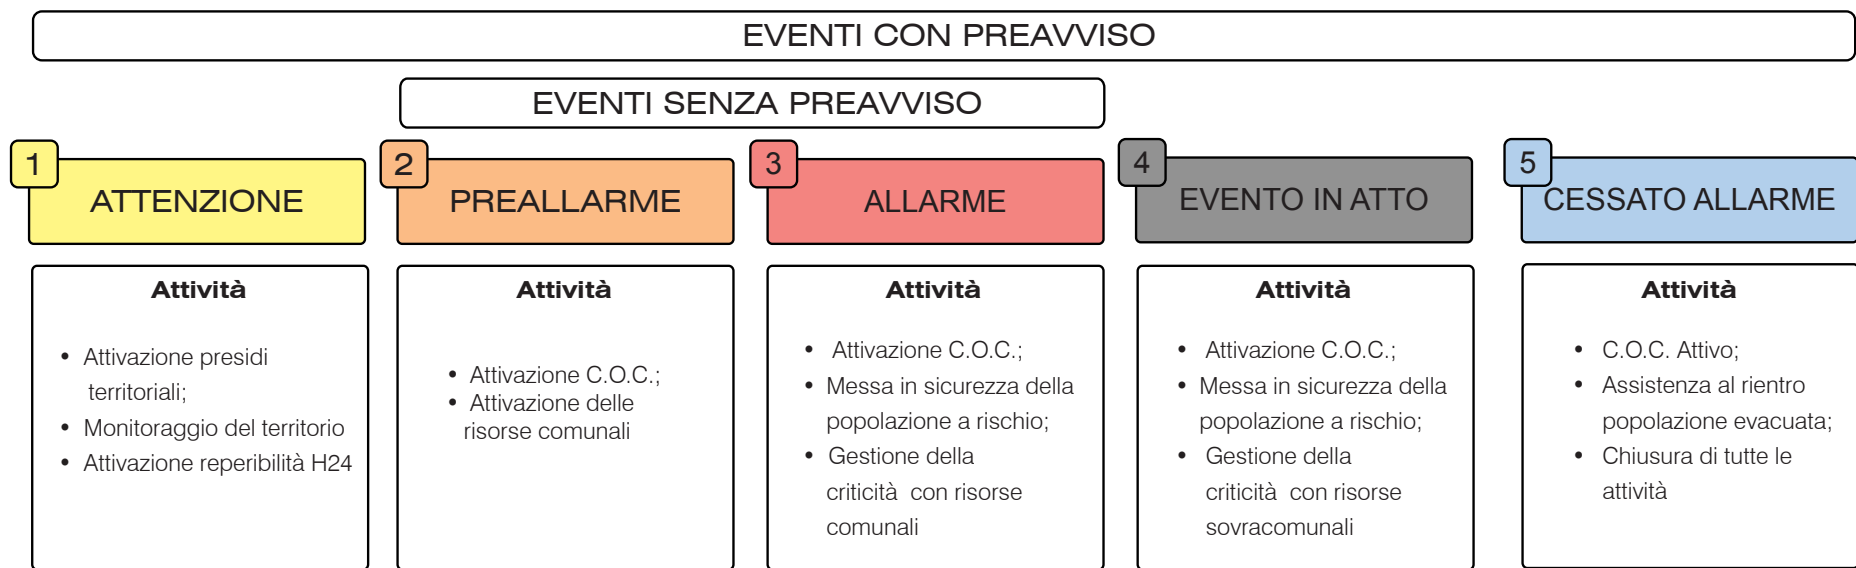 EVENTI CON PREAVVISO
EVENTI SENZA PREAVVISO
1
ATTENZIONE
2
PREALLARME
3
ALLARME
4
EVENTO IN ATTO
5
CESSATO ALLARME
Attività
• Attivazione presidi
territoriali;
• Monitoraggio del territorio
• Attivazione reperibilità H24
Attività
• Attivazione C.O.C.;
• Attivazione delle
risorse comunali
Attività
• Attivazione C.O.C.;
• Messa in sicurezza della
popolazione a rischio;
• Gestione della
criticità con risorse
comunali
Attività
• Attivazione C.O.C.;
• Messa in sicurezza della
popolazione a rischio;
• Gestione della
criticità con risorse
sovracomunali
Attività
• C.O.C. Attivo;
• Assistenza al rientro
popolazione evacuata;
• Chiusura di tutte le
attività